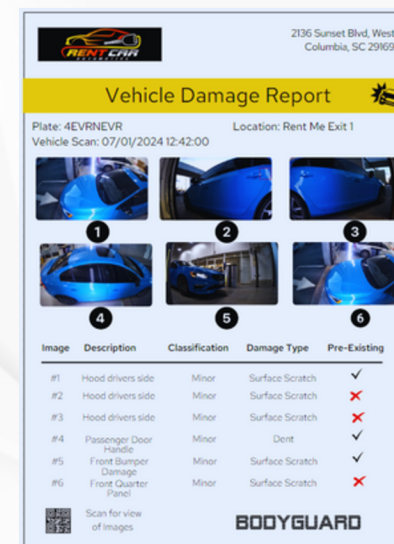 RENTCAR
AUTOMOTIVE
2136 Sunset Blvd, West
Columbia, SC 29169
Vehicle Damage Report
Plate: 4EVRNEVR
Location: Rent Me Exit 1
Vehicle Scan: 07/01/2024 12:42:00
1 2 3
4 5 6
Image Description Classification Damage Type Pre-Existing
#1 Hood drivers side Minor Surface Scratch
#2 Hood drivers side Minor Surface Scratch
#3 Hood drivers side Minor Surface Scratch
#4 Passenger Door Minor Dent
Handle
#5 Front Bumper Minor Surface Scratch
Damage
#6 Front Quarter Minor Surface Scratch
Panel
Scan for view
of Images
BODYGUARD